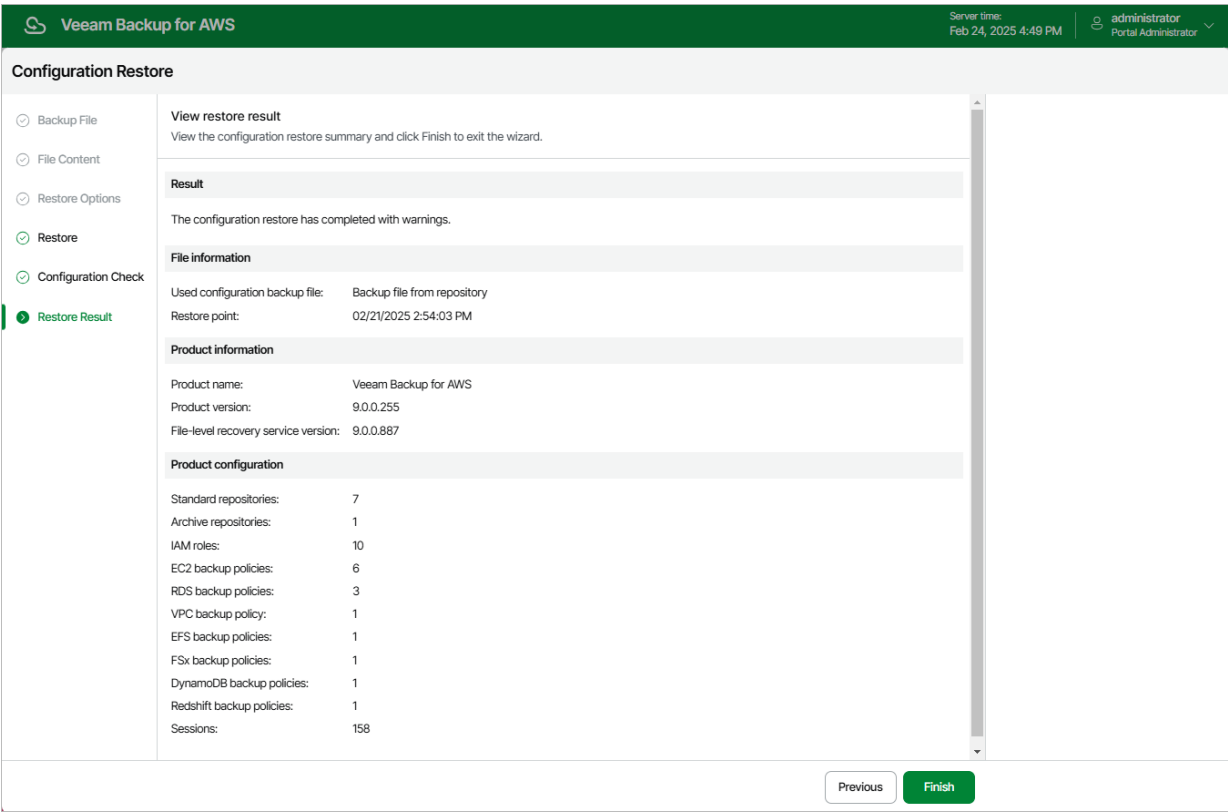 Veeam Backup for AWS
Server time:
Feb 24, 2025 4:49 PM
administrator
Portal Administrator
Configuration Restore
Backup File
File Content
Restore Options
Restore
Configuration Check
Restore Result
View restore result
View the configuration restore summary and click Finish to exit the wizard.
Result
The configuration restore has completed with warnings.
File information
Used configuration backup file: Backup file from repository
Restore point: 02/21/2025 2:54:03 PM
Product information
Product name: Veeam Backup for AWS
Product version: 9.0.0.255
File-level recovery service version: 9.0.0.887
Product configuration
Standard repositories: 7
Archive repositories: 1
IAM roles: 10
EC2 backup policies: 6
RDS backup policies: 3
VPC backup policy: 1
EFS backup policies: 1
FSx backup policies: 1
DynamoDB backup policies: 1
Redshift backup policies: 1
Sessions: 158
Previous
Finish